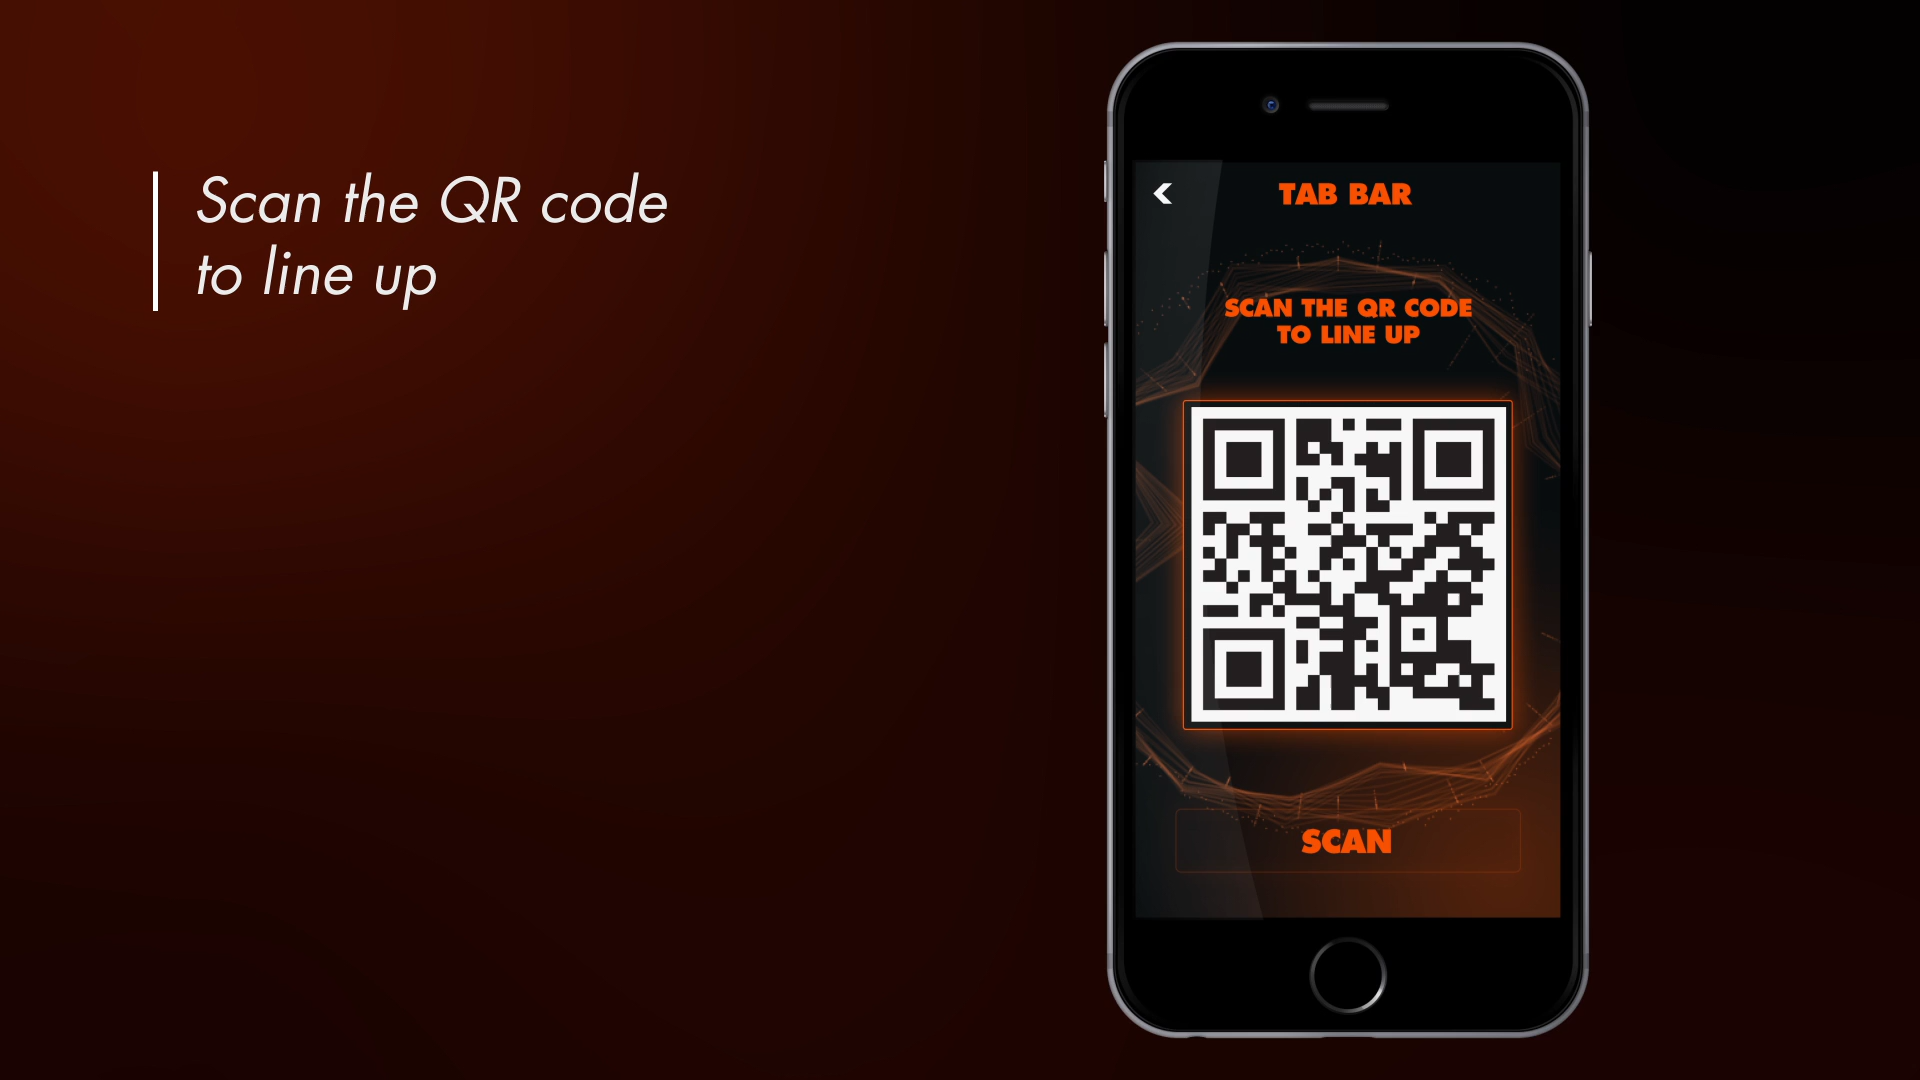 Scan the QR code
to line up
TAB BAR
SCAN THE QR CODE
TO LINE UP
SCAN